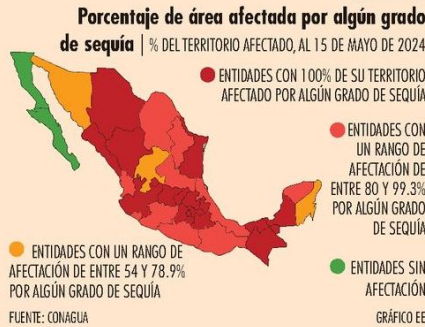 Porcentaje de área afectada por algún grado
de sequía | % DEL TERRITORIO AFECTADO, AL 15 DE MAYO DE 2024
ENTIDADES CON 100% DE SU TERRITORIO
AFECTADO POR ALGÚN GRADO DE SEQUÍA
ENTIDADES CON
UN RANGO DE
AFECTACIÓN DE
ENTRE 80 Y 99.3%
POR ALGÚN GRADO
DE SEQUÍA
ENTIDADES CON UN RANGO DE
AFECTACIÓN DE ENTRE 54 Y 78.9%
POR ALGÚN GRADO DE SEQUÍA
ENTIDADES SIN
AFECTACIÓN
FUENTE: CONAGUA
GRÁFICO EE